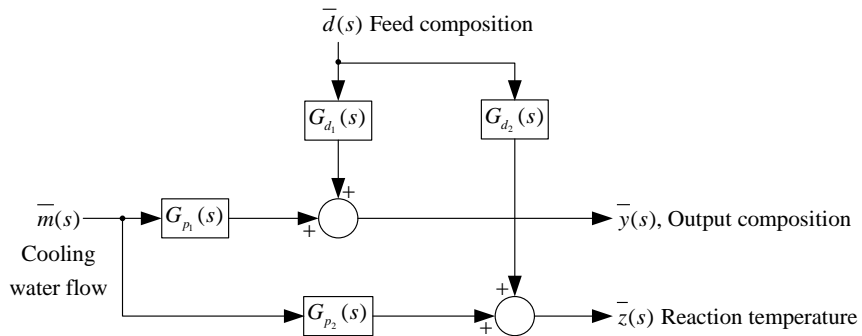 d̅(s) Feed composition
G_{d_1}(s)
G_{d_2}(s)
+
m̅(s)
G_{p_1}(s)
+
y̅(s), Output composition
Cooling
water flow
+
G_{p_2}(s)
+
z̅(s) Reaction temperature